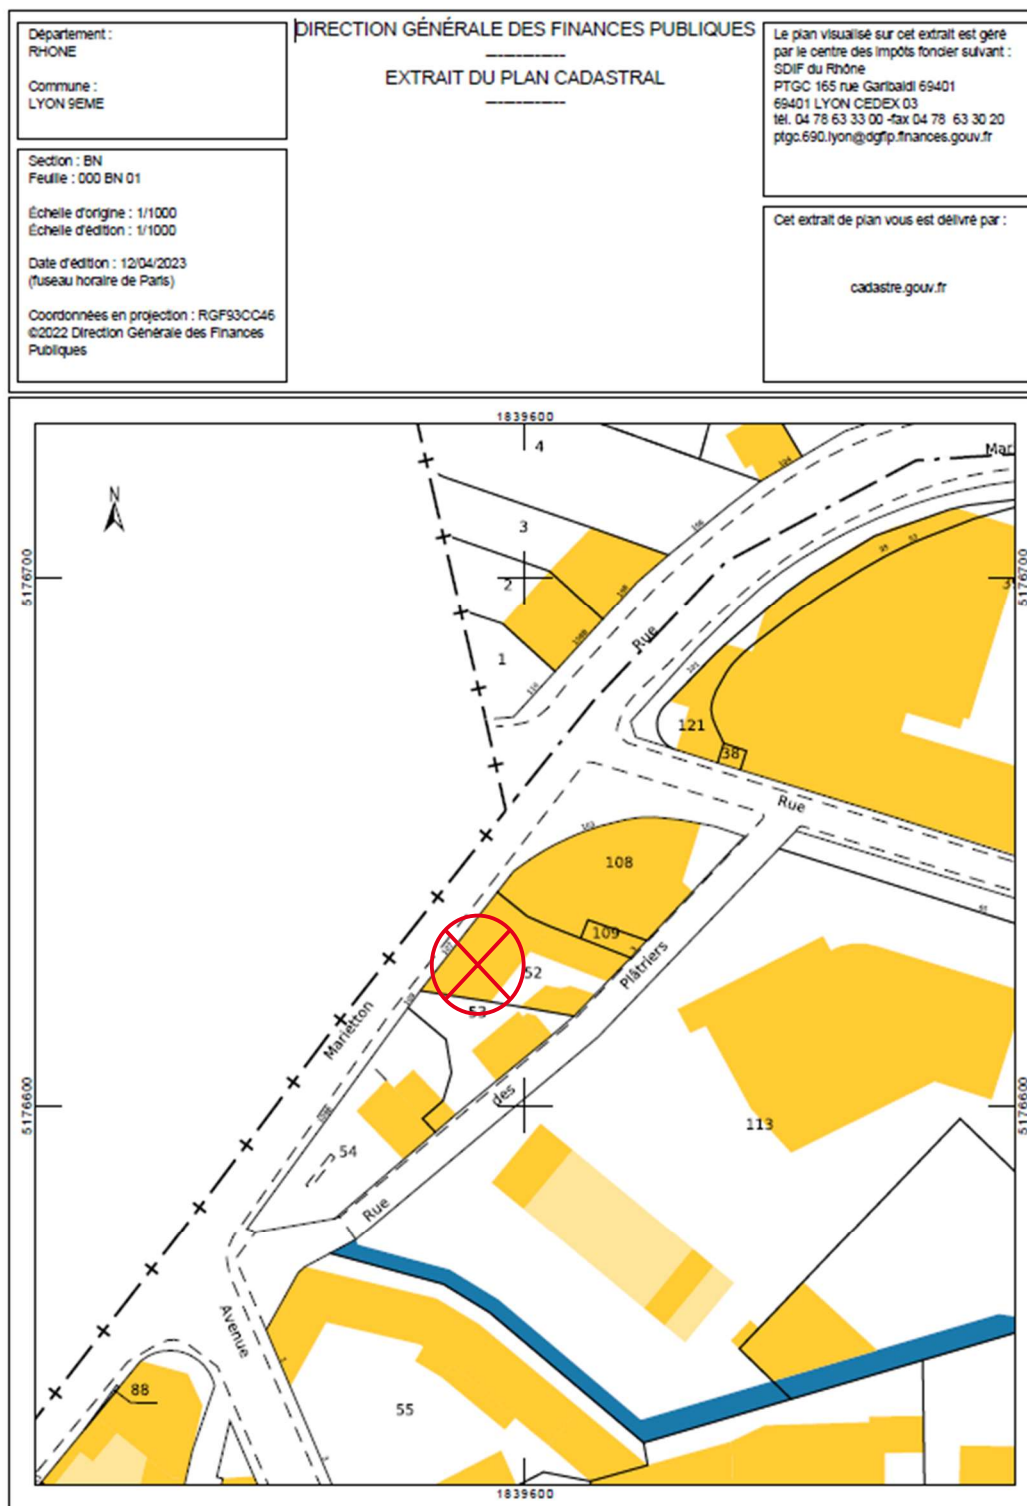 Département :
RHONE
Commune :
LYON 9EME
Section : BN
Feuille : 000 BN 01
Échelle d'origine : 1/1000
Échelle d'édition : 1/1000
Date d'édition : 12/04/2023
(fuseau horaire de Paris)
Coordonnées en projection : RGF93CC46
©2022 Direction Générale des Finances
Publiques
DIRECTION GÉNÉRALE DES FINANCES PUBLIQUES
EXTRAIT DU PLAN CADASTRAL
Le plan visualisé sur cet extrait est géré
par le centre des impôts foncier suivant :
SDIF du Rhône
PTGC 165 rue Garibaldi 69401
69401 LYON CEDEX 03
tél. 04 78 63 33 00 -fax 04 78 63 30 20
ptgc.690.lyon@dgfip.finances.gouv.fr
Cet extrait de plan vous est délivré par :
cadastre.gouv.fr
1839600
4
Mar
N
3
5176700
2
5176700
Rue
1
121
38
Rue
108
109
52
Plâtriers
53
Marietton
5176600
des
5176600
113
54
Rue
Avenue
88
55
1839600